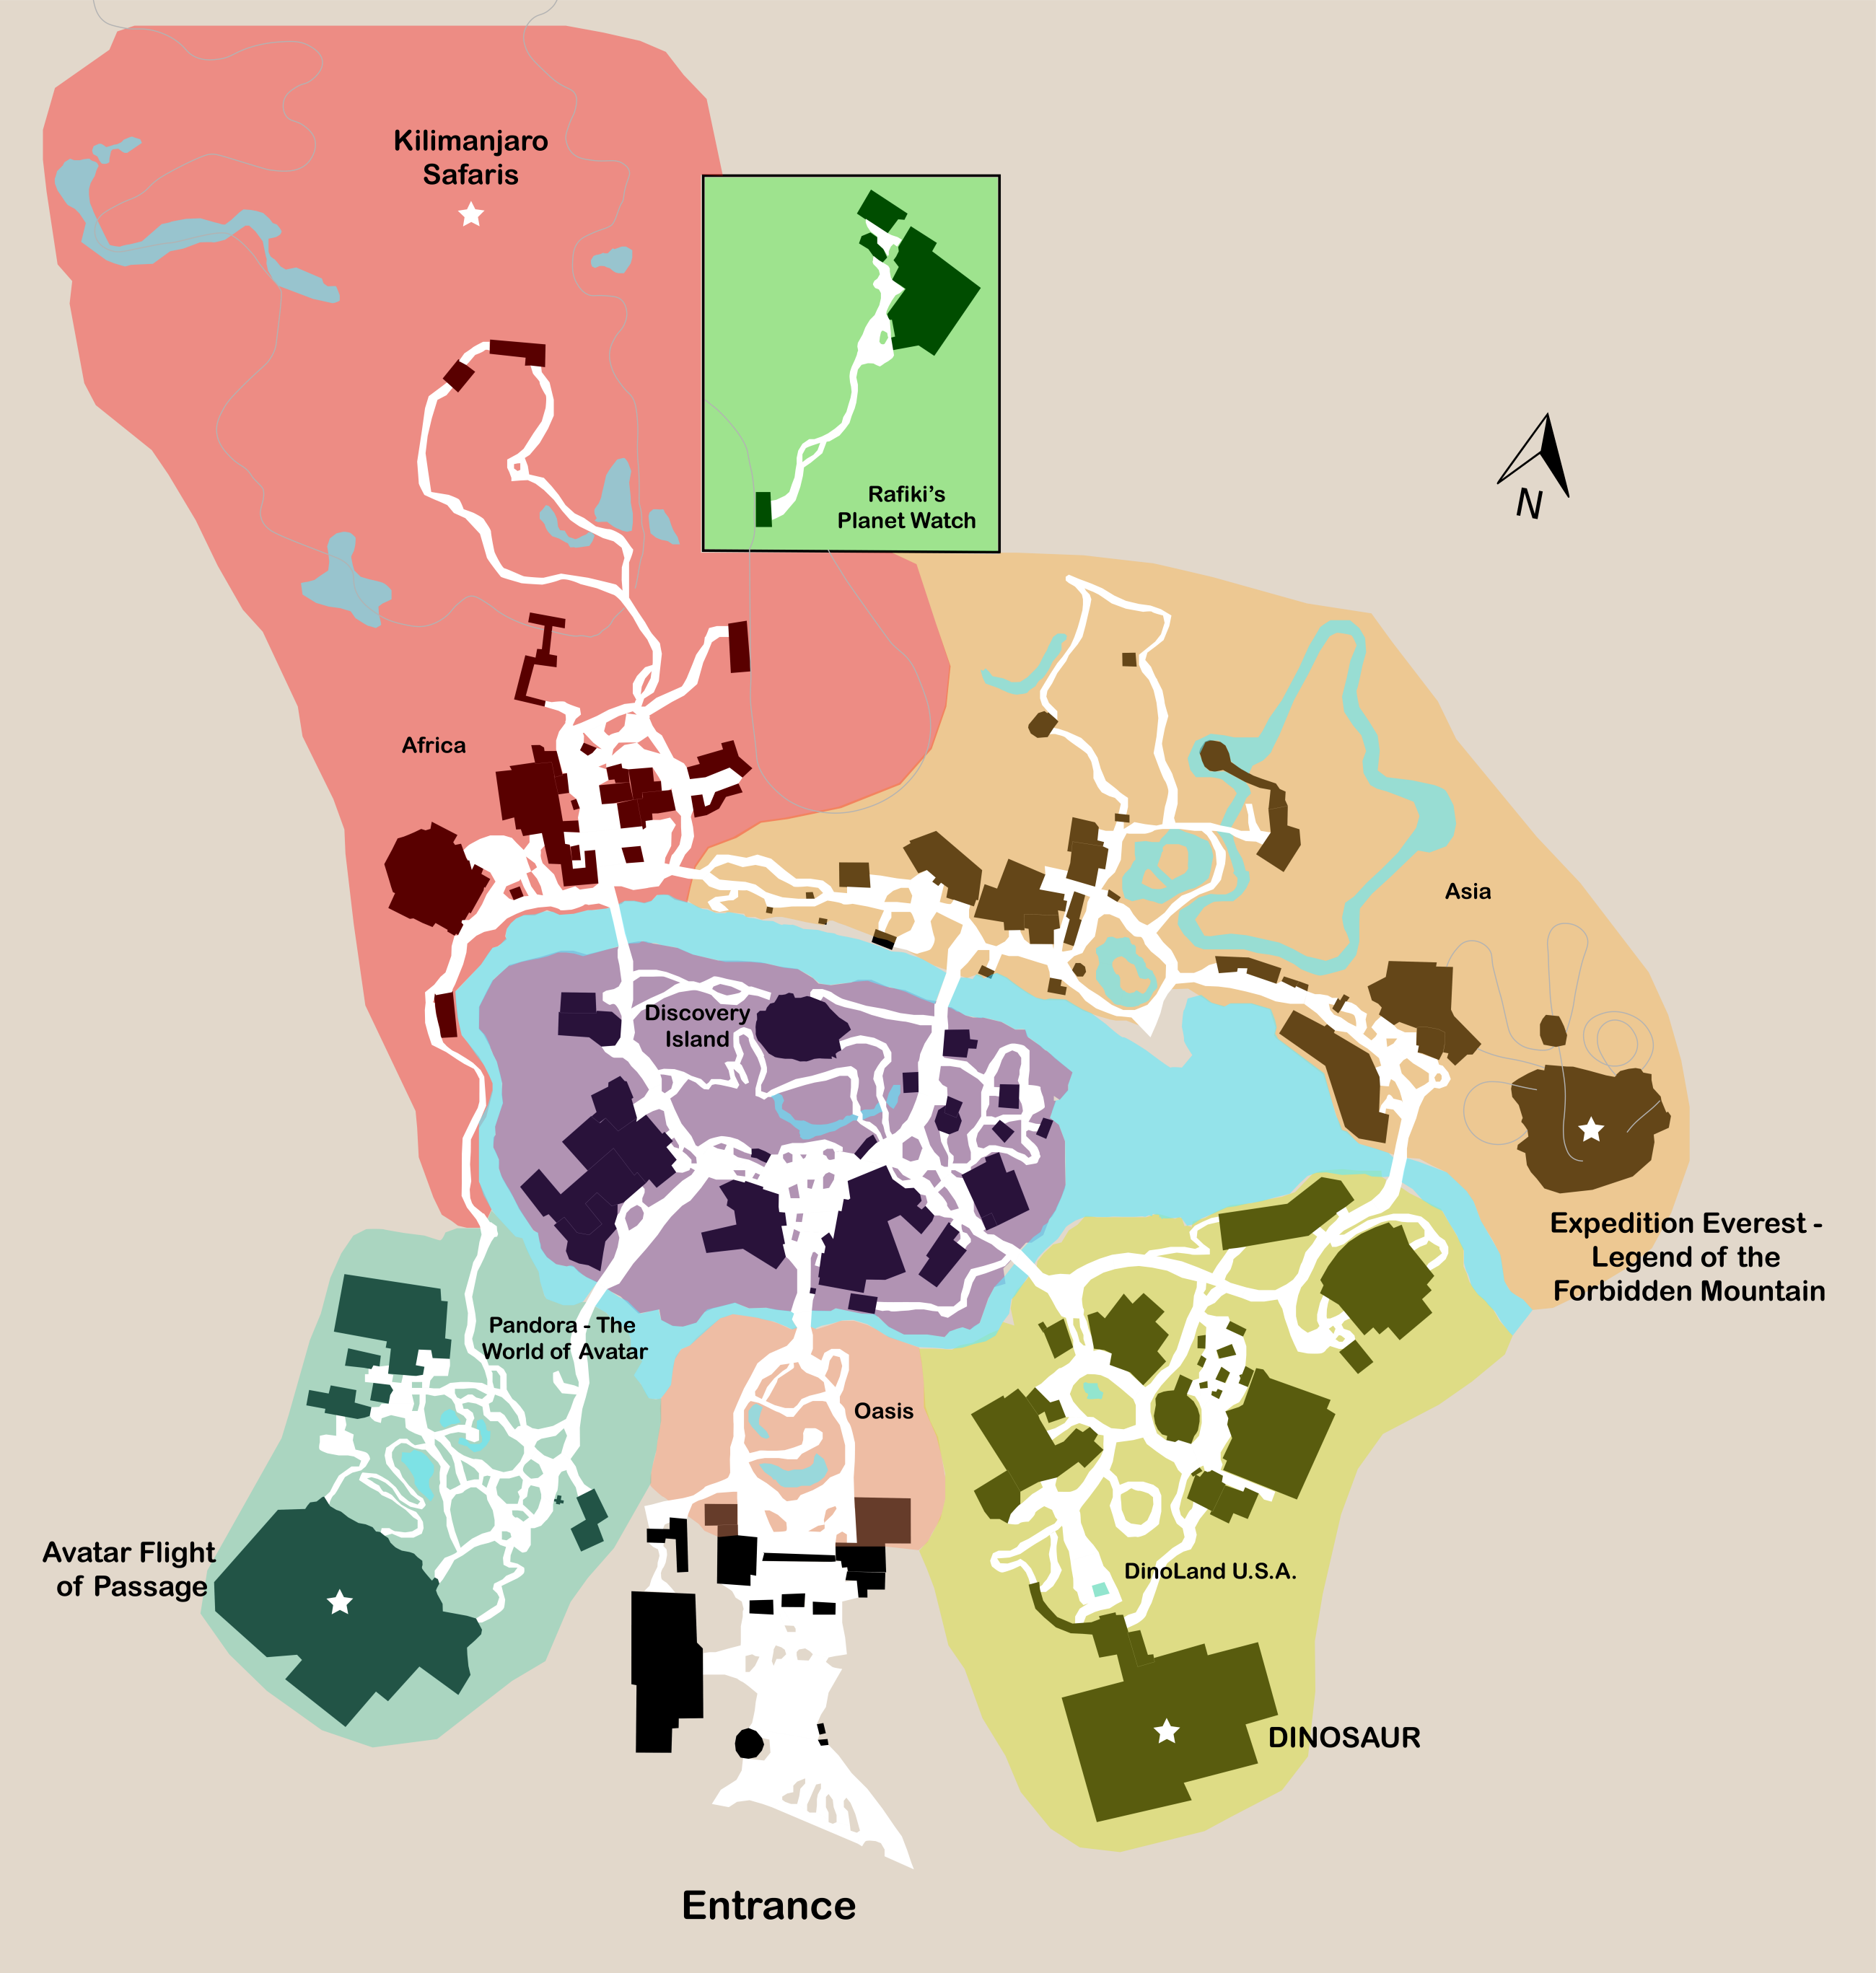 Kilimanjaro
Safaris
Rafiki's
Planet Watch
N
Africa
Asia
Discovery
Island
Expedition Everest -
Legend of the
Forbidden Mountain
Pandora - The
World of Avatar
Oasis
Avatar Flight
of Passage
DinoLand U.S.A.
DINOSAUR
Entrance